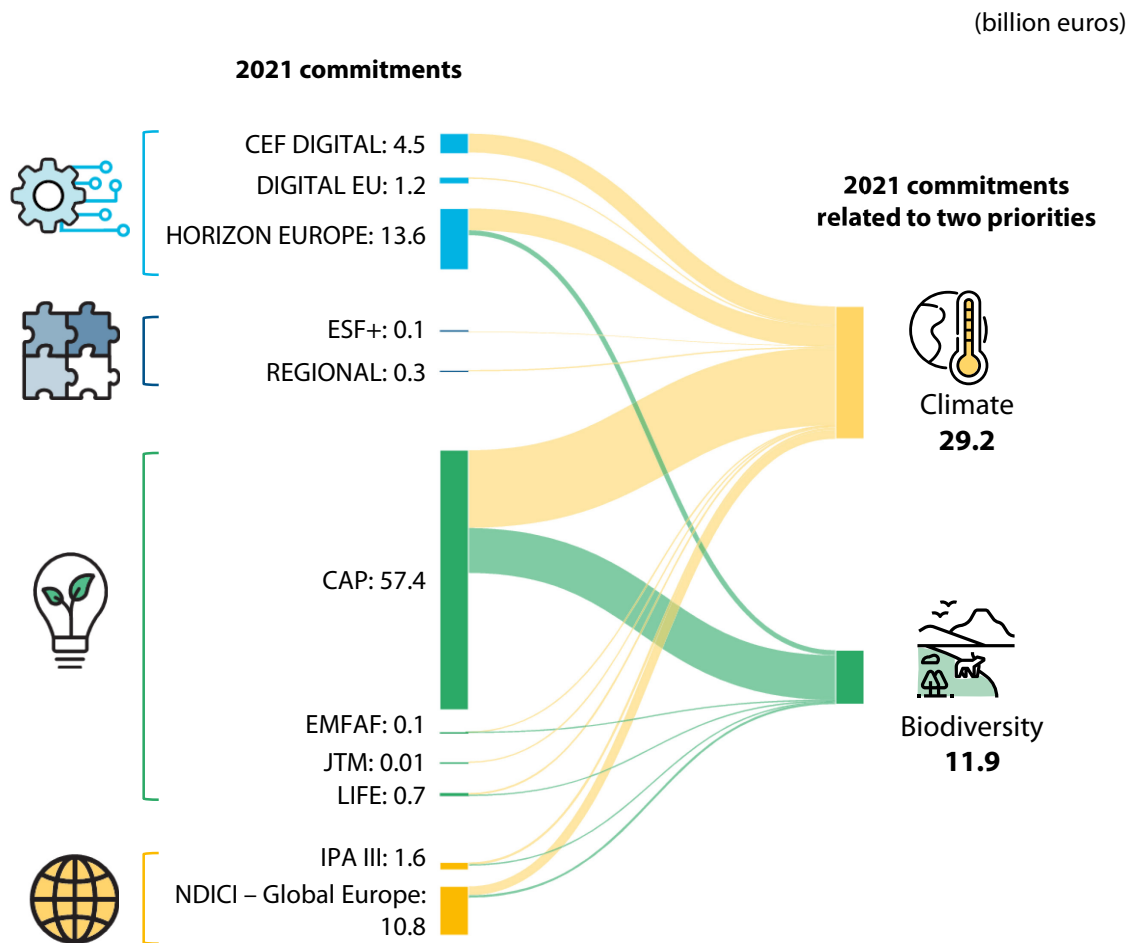 (billion euros)
2021 commitments
CEF DIGITAL: 4.5
DIGITAL EU: 1.2
HORIZON EUROPE: 13.6
ESF+: 0.1
REGIONAL: 0.3
CAP: 57.4
EMFAF: 0.1
JTM: 0.01
LIFE: 0.7
IPA III: 1.6
NDICI – Global Europe:
10.8
2021 commitments
related to two priorities
Climate
29.2
Biodiversity
11.9